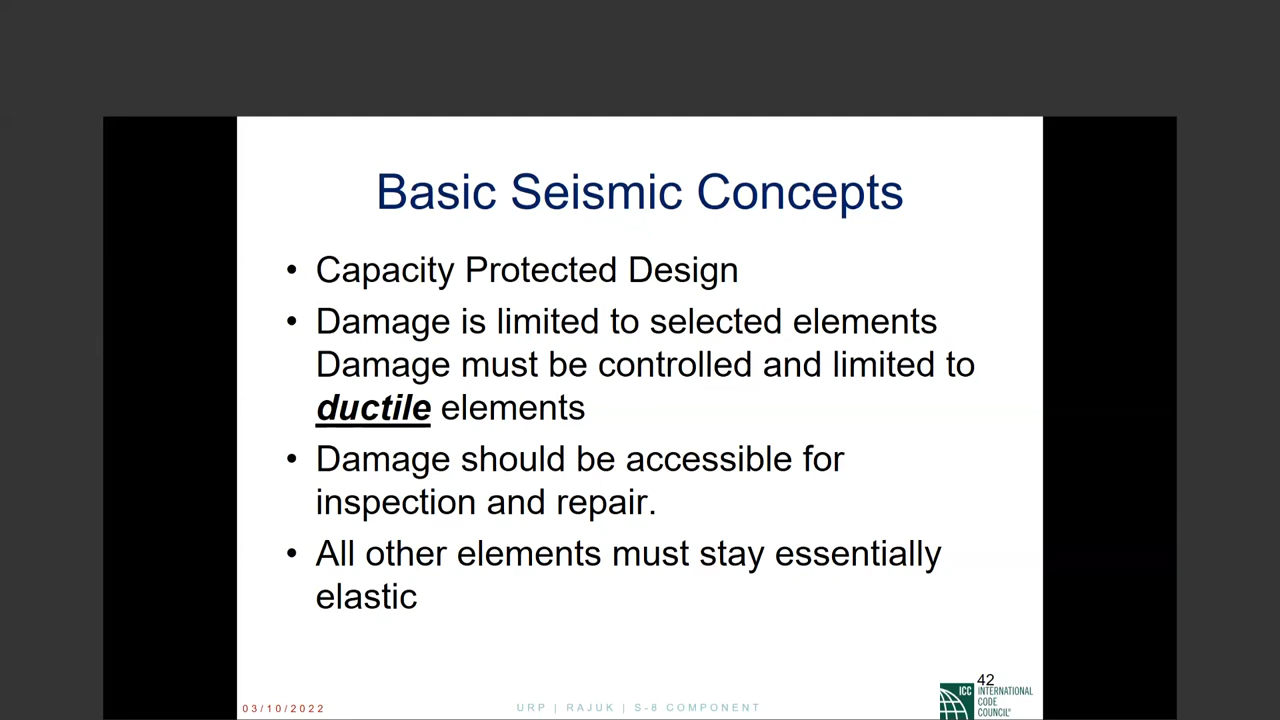 Basic Seismic Concepts
• Capacity Protected Design
• Damage is limited to selected elements
Damage must be controlled and limited to
ductile elements
• Damage should be accessible for
inspection and repair.
• All other elements must stay essentially
elastic
42
03/10/2022
URP | RAJUK | S-8 COMPONENT
ICC INTERNATIONAL
CODE
COUNCIL®